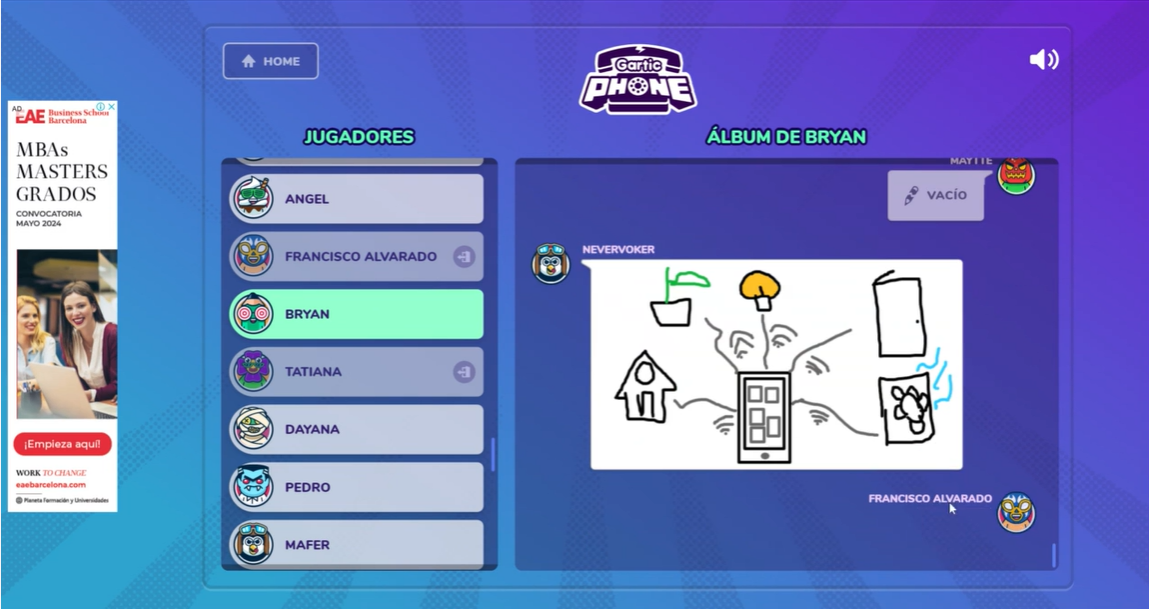 HOME
Gartic
PHONE
AD
EAE Business School
Barcelona
MBAs
MASTERS
GRADOS
CONVOCATORIA
MAYO 2024
¡Empieza aquí!
WORK TO CHANGE
eaebarcelona.com
Planeta Formación y Universidades
JUGADORES
ANGEL
FRANCISCO ALVARADO
BRYAN
TATIANA
DAYANA
PEDRO
MAFER
ÁLBUM DE BRYAN
MAYTTE
VACÍO
NEVERVOKER
FRANCISCO ALVARADO